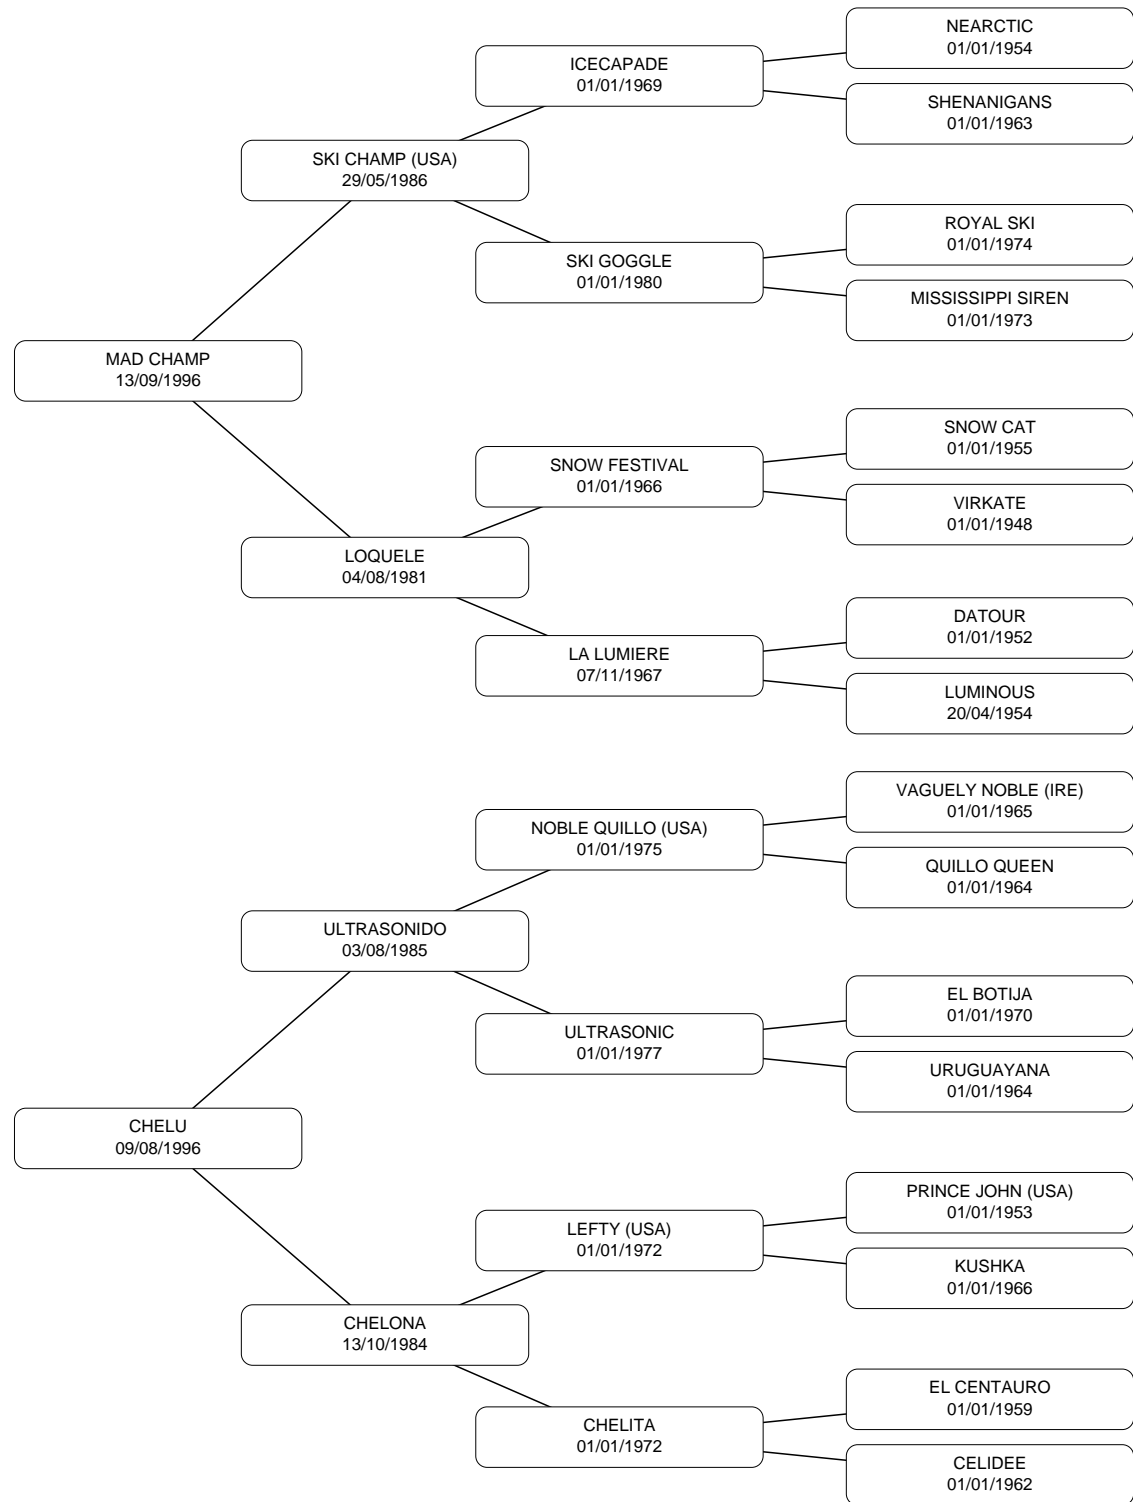 NEARCTIC
01/01/1954
ICECAPADE
01/01/1969
SHENANIGANS
01/01/1963
SKI CHAMP (USA)
29/05/1986
ROYAL SKI
01/01/1974
SKI GOGGLE
01/01/1980
MISSISSIPPI SIREN
01/01/1973
MAD CHAMP
13/09/1996
SNOW CAT
01/01/1955
SNOW FESTIVAL
01/01/1966
VIRKATE
01/01/1948
LOQUELE
04/08/1981
DATOUR
01/01/1952
LA LUMIERE
07/11/1967
LUMINOUS
20/04/1954
VAGUELY NOBLE (IRE)
01/01/1965
NOBLE QUILLO (USA)
01/01/1975
QUILLO QUEEN
01/01/1964
ULTRASONIDO
03/08/1985
EL BOTIJA
01/01/1970
ULTRASONIC
01/01/1977
URUGUAYANA
01/01/1964
CHELU
09/08/1996
PRINCE JOHN (USA)
01/01/1953
LEFTY (USA)
01/01/1972
KUSHKA
01/01/1966
CHELONA
13/10/1984
EL CENTAURO
01/01/1959
CHELITA
01/01/1972
CELIDEE
01/01/1962